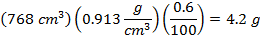 (768 cm³)(0.913 g/cm³)(0.6/100) = 4.2 g